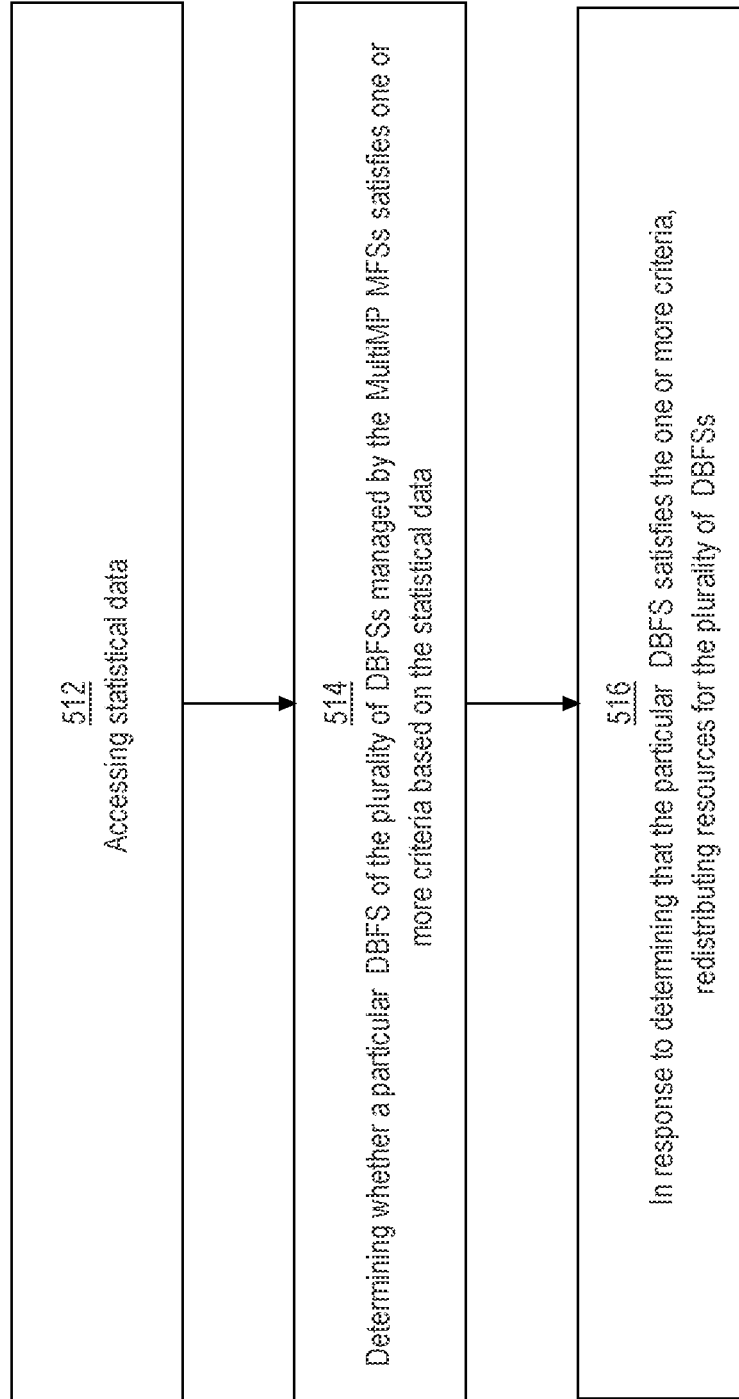 512
Accessing statistical data
514
Determining whether a particular DBFS of the plurality of DBFSs managed by the MultiMP MFSs satisfies one or
more criteria based on the statistical data
516
In response to determining that the particular DBFS satisfies the one or more criteria,
redistributing resources for the plurality of DBFSs